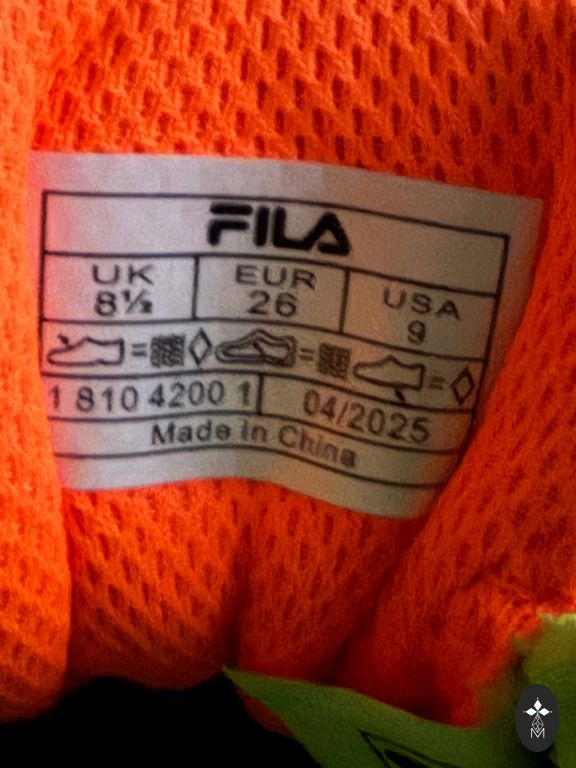 FILA
UK EUR USA
8½ 26 9
1 810 4200 1 04/2025
Made in China
M